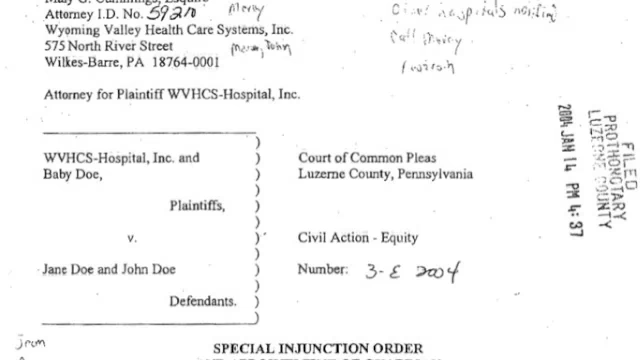 Attorney I.D. No. 59210
Wyoming Valley Health Care Systems, Inc.
575 North River Street
Wilkes-Barre, PA 18764-0001
Attorney for Plaintiff WVHCS-Hospital, Inc.
WVHCS-Hospital, Inc. and
Baby Doe,
Plaintiffs,
v.
Jane Doe and John Doe
Defendants.
Court of Common Pleas
Luzerne County, Pennsylvania
Civil Action - Equity
Number: 3-E 2004
FILED
PROTHONOTARY
LUZERNE COUNTY
2004 JAN 14 PM 4:37
SPECIAL INJUNCTION ORDER